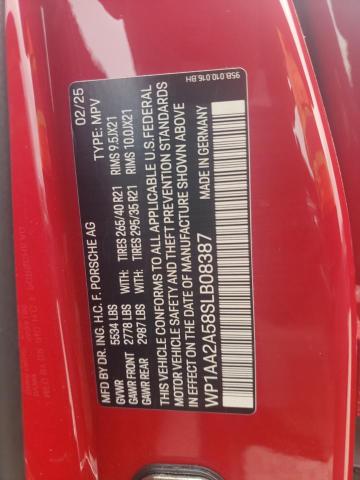 95B.010.016.BH
MFD. BY DR. ING. H.C. F. PORSCHE AG 02/25
GVWR 5534 LBS TYPE: MPV
GAWR FRONT 2778 LBS WITH TIRES 265/40 R21 RIMS 9.5JX21
GAWR REAR 2987 LBS WITH TIRES 295/35 R21 RIMS 10.0JX21
THIS VEHICLE CONFORMS TO ALL APPLICABLE U.S. FEDERAL
MOTOR VEHICLE SAFETY AND THEFT PREVENTION STANDARDS
IN EFFECT ON THE DATE OF MANUFACTURE SHOWN ABOVE
WP1AA2A58SLB08387 MADE IN GERMANY